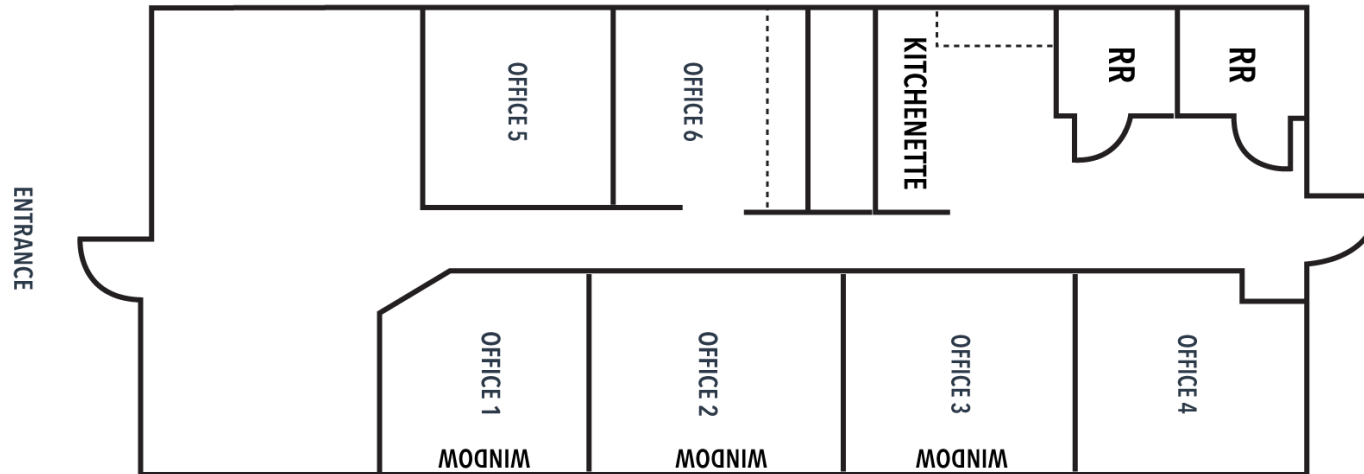 ENTRANCE
OFFICE 5
OFFICE 6
KITCHENETTE
RR
RR
OFFICE 1
OFFICE 2
OFFICE 3
OFFICE 4
WINDOW
WINDOW
WINDOW